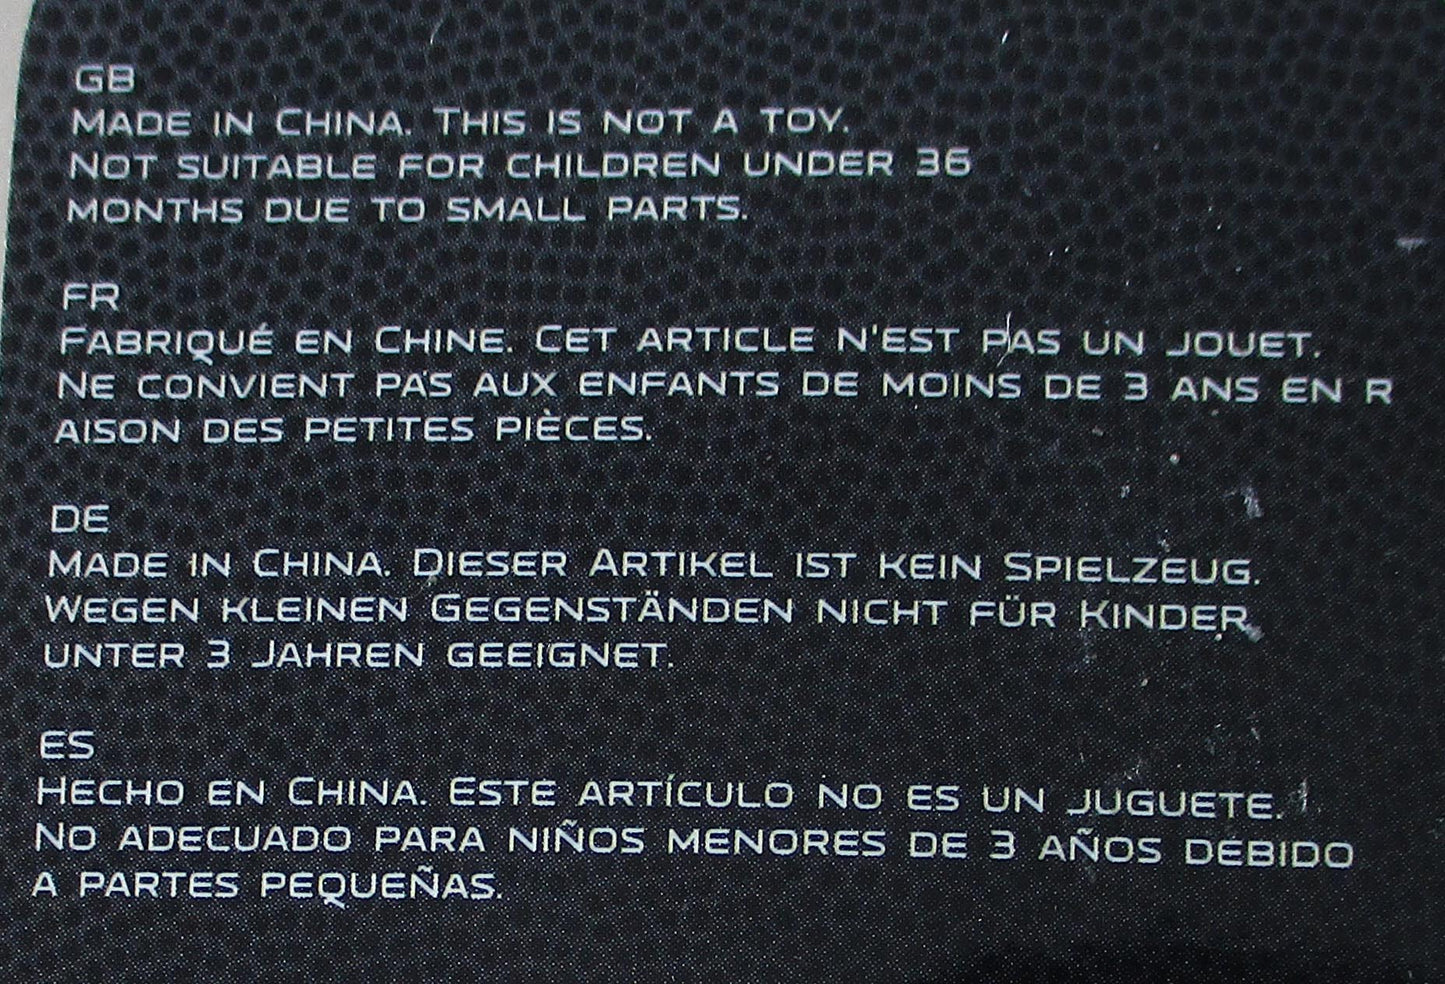 GB
Made in China. This is not a toy.
Not suitable for children under 36
months due to small parts.
FR
Fabriqué en Chine. Cet article n'est pas un jouet.
Ne convient pas aux enfants de moins de 3 ans en r
aison des petites pièces.
DE
Made in China. Dieser Artikel ist kein Spielzeug.
Wegen kleinen Gegenständen nicht für Kinder
unter 3 Jahren geeignet.
ES
Hecho en China. Este artículo no es un juguete.
No adecuado para niños menores de 3 años debido
a partes pequeñas.